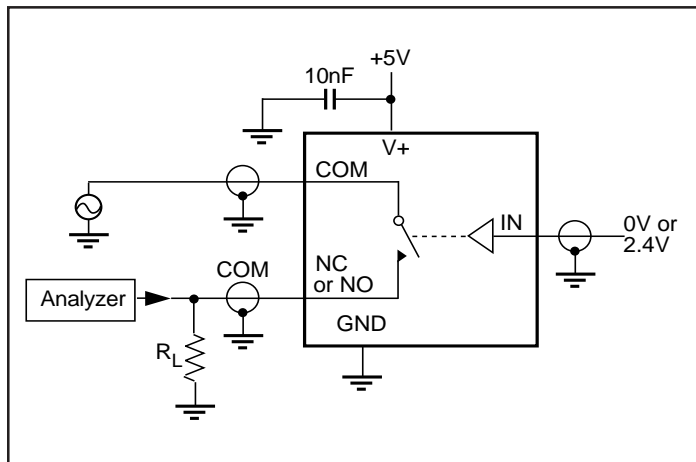 +5V
10nF
V+
COM
IN
0V or
2.4V
COM
NC
or NO
Analyzer
GND
RL